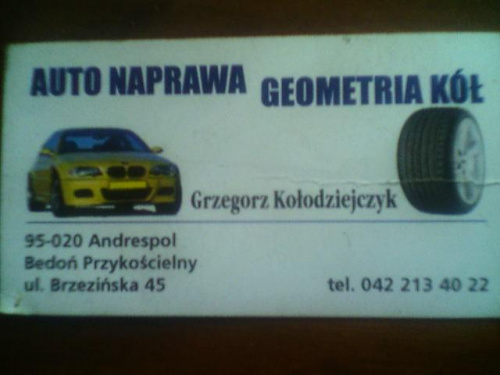 AUTO NAPRAWA
GEOMETRIA KÓŁ
Grzegorz Kołodziejczyk
95-020 Andrespol
Bedoń Przykościelny
ul. Brzezińska 45
tel. 042 213 40 22